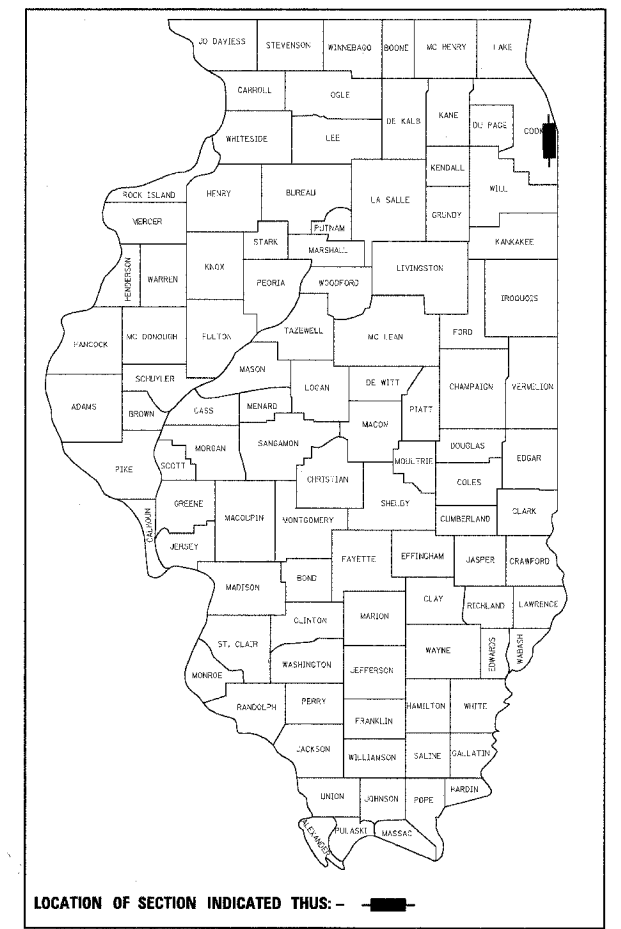 JO DAVIESS STEVENSON WINNEBAGO BOONE MC HENRY LAKE
CARROLL OGLE DE KALB KANE DU PAGE COOK
WHITESIDE LEE KENDALL
ROCK ISLAND HENRY BUREAU LA SALLE GRUNDY WILL
MERCER PUTNAM
STARK MARSHALL KANKAKEE
HENDERSON WARREN KNOX PEORIA WOODFORD LIVINGSTON IROQUOIS
HANCOCK MC DONOUGH FULTON TAZEWELL MC LEAN FORD
SCHUYLER MASON LOGAN DE WITT CHAMPAIGN VERMILION
ADAMS BROWN CASS MENARD MACON PIATT
PIKE SCOTT MORGAN SANGAMON CHRISTIAN MOULTRIE DOUGLAS EDGAR
COLES
CALHOUN GREENE MACOUPIN MONTGOMERY SHELBY CUMBERLAND CLARK
JERSEY FAYETTE EFFINGHAM JASPER CRAWFORD
MADISON BOND CLAY RICHLAND LAWRENCE
CLINTON MARION
ST. CLAIR WASHINGTON JEFFERSON WAYNE EDWARDS WABASH
MONROE
RANDOLPH PERRY FRANKLIN HAMILTON WHITE
JACKSON WILLIAMSON SALINE GALLATIN
UNION JOHNSON POPE HARDIN
ALEXANDER PULASKI MASSAC
LOCATION OF SECTION INDICATED THUS: –